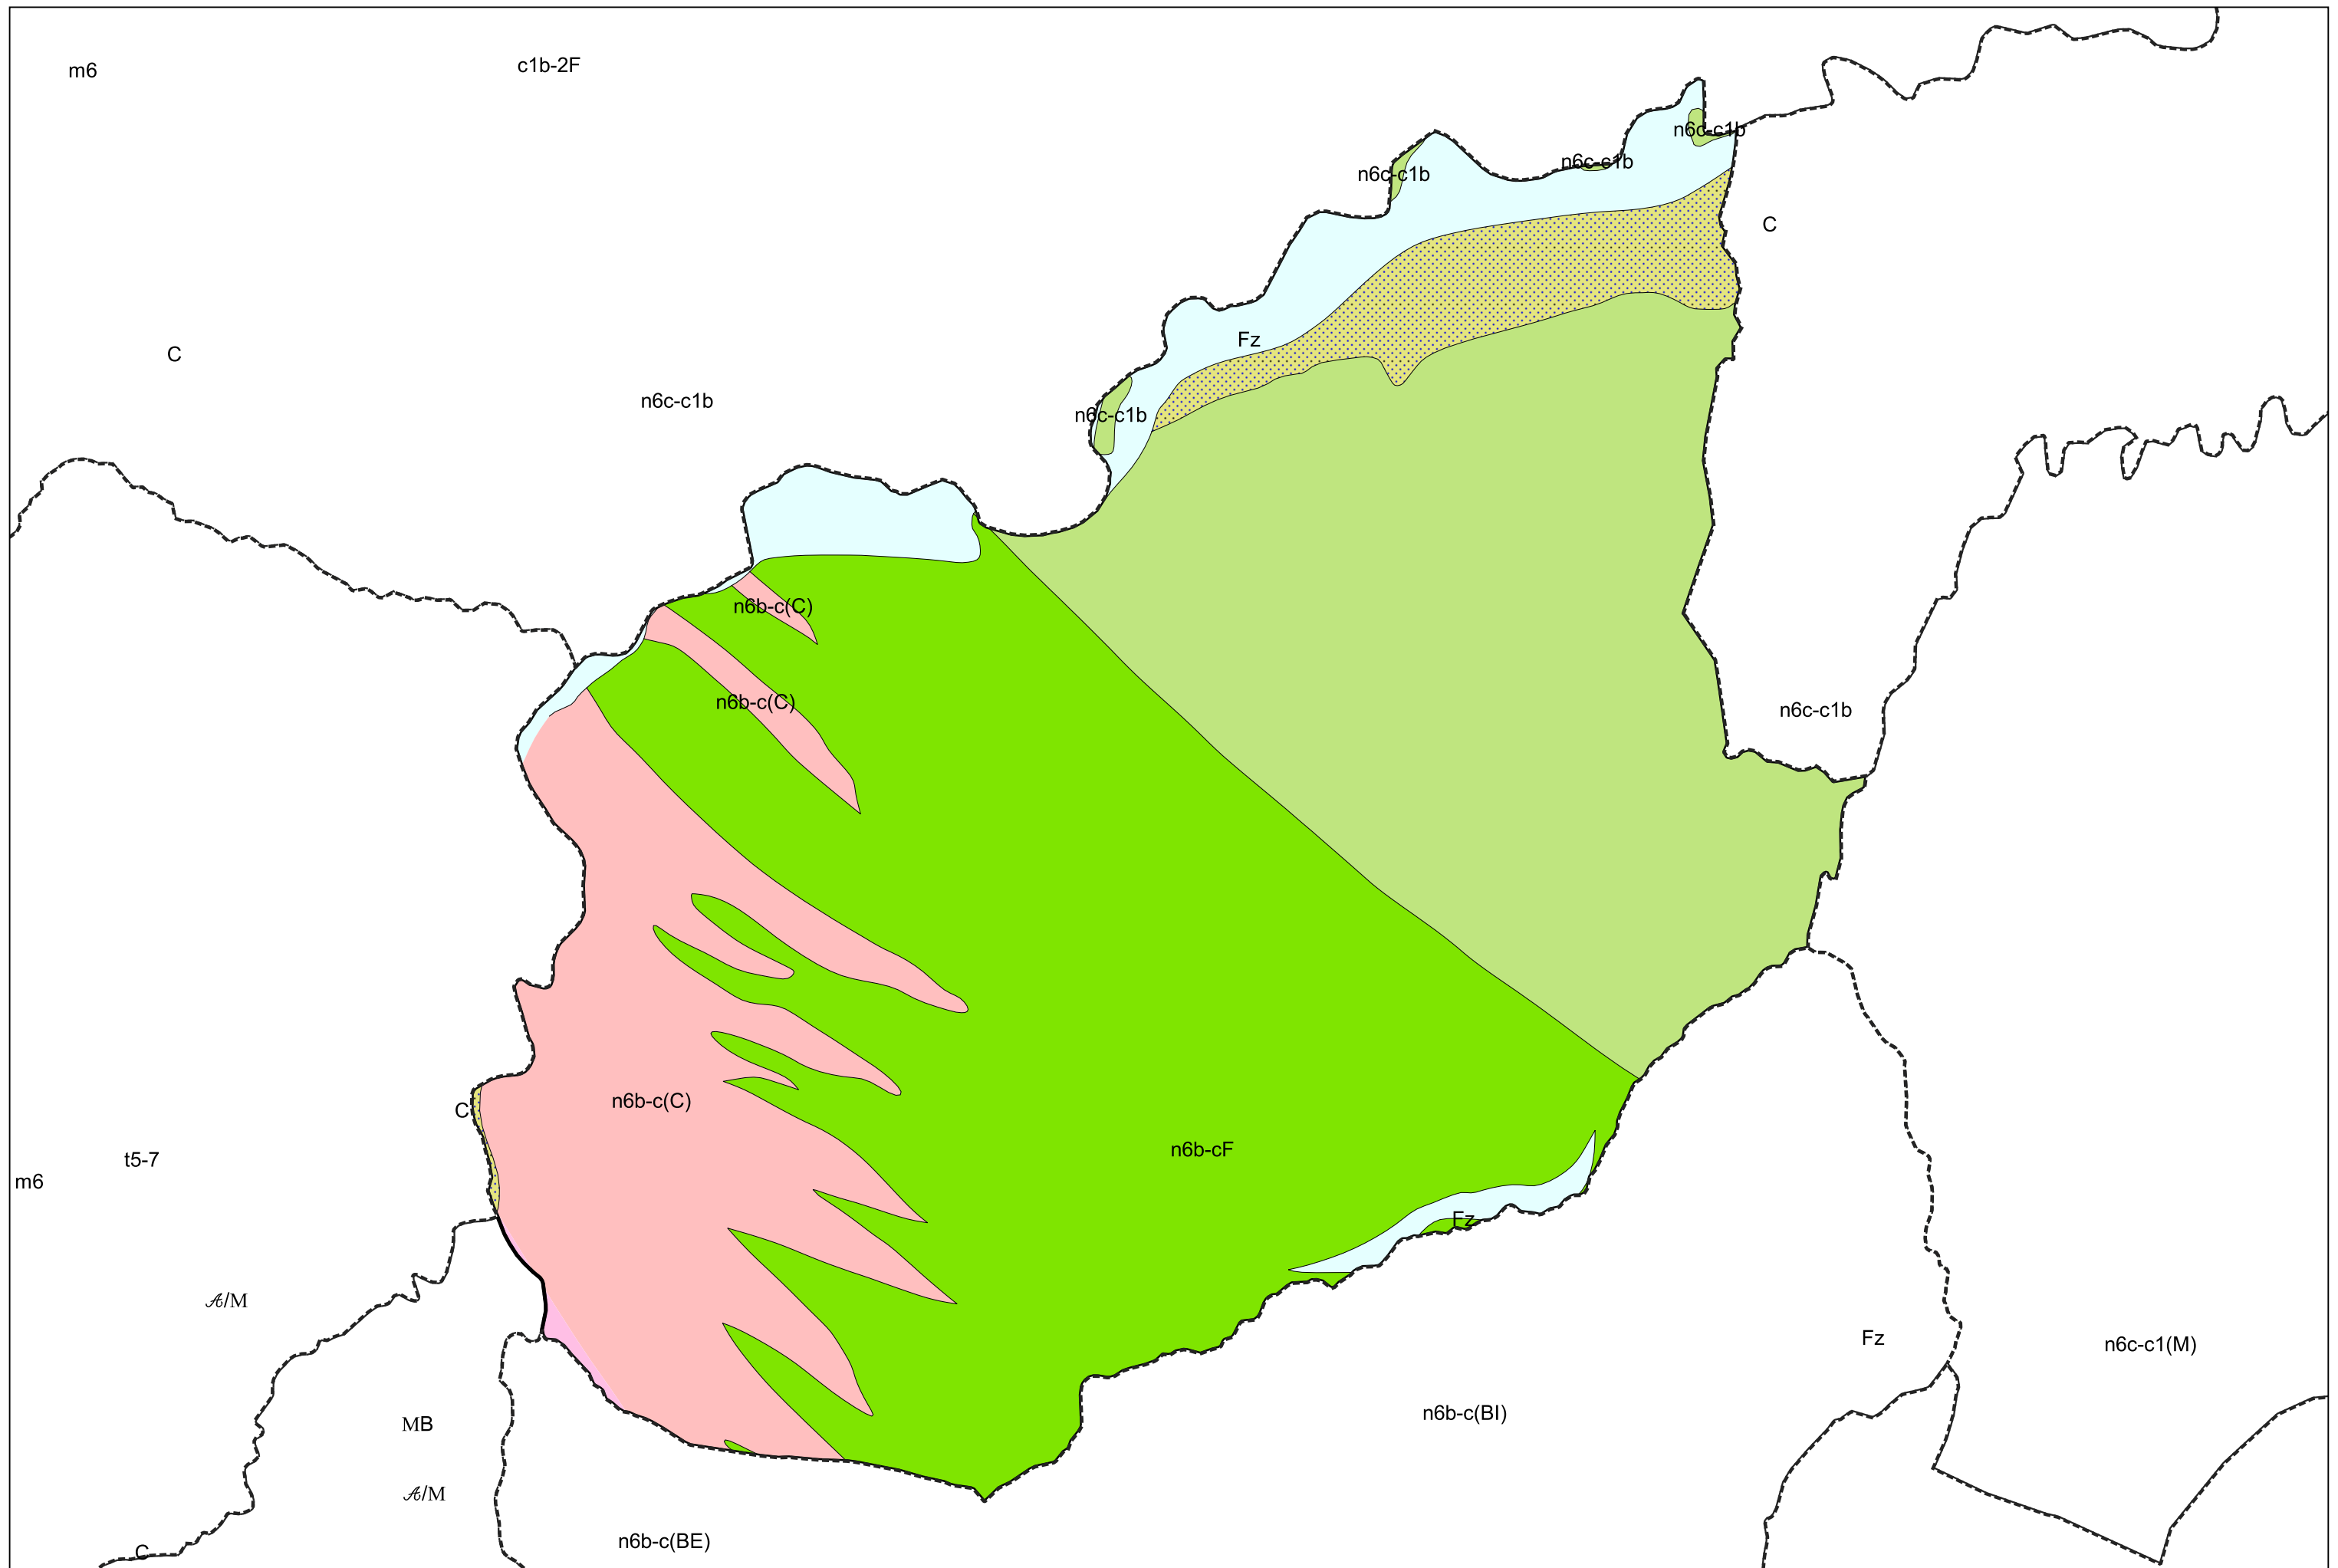 m6
c1b-2F
n6c-c1b
n6c-c1b
n6c-c1b
C
Fz
C
n6c-c1b
n6c-c1b
n6b-c(C)
n6b-c(C)
n6c-c1b
n6b-c(C)
C
n6b-cF
t5-7
m6
Fz
𝒜/M
Fz
n6c-c1(M)
n6b-c(BI)
MB
𝒜/M
n6b-c(BE)
C